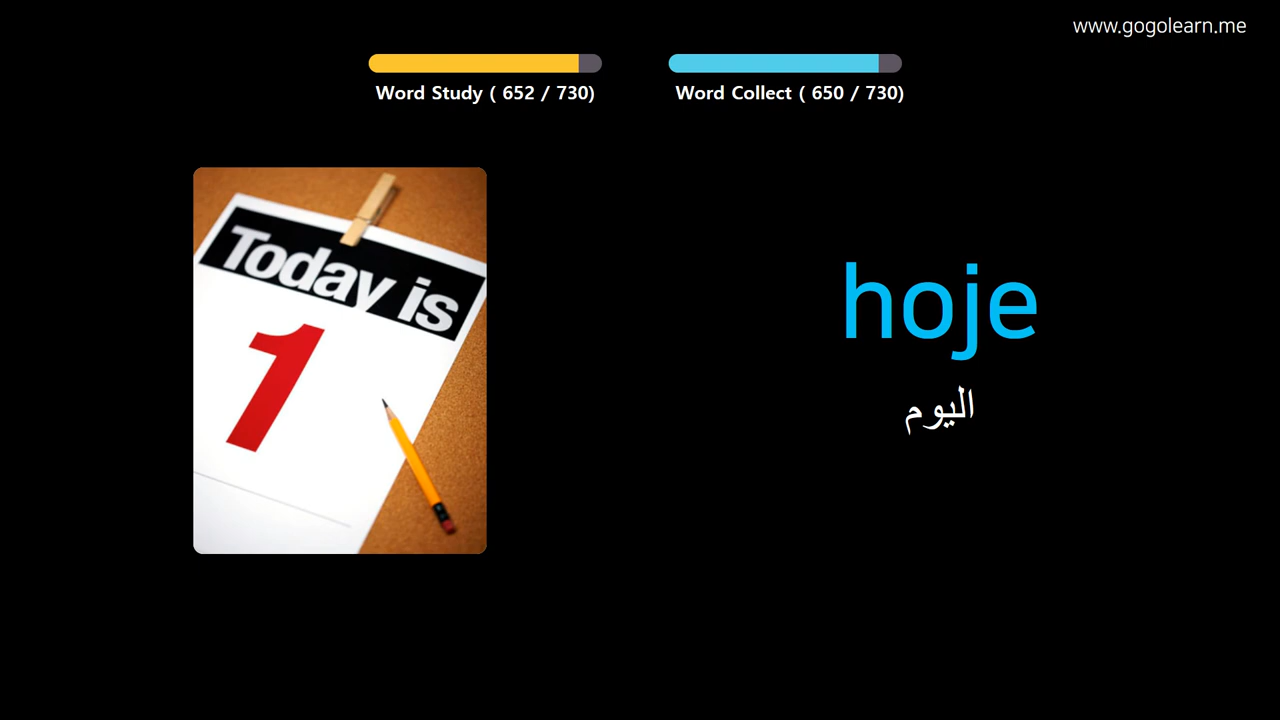 www.gogolearn.me
Word Study ( 652 / 730)
Word Collect ( 650 / 730)
Today is
1
hoje
اليوم